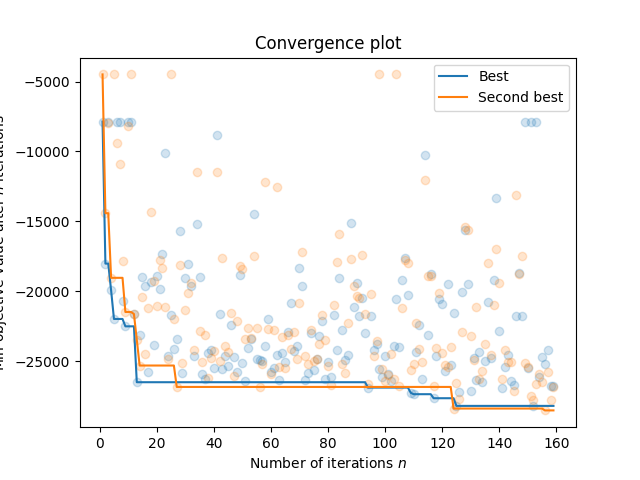 Convergence plot
Min objective value after n iterations
−5000
−10000
−15000
−20000
−25000
Best
Second best
0 20 40 60 80 100 120 140 160
Number of iterations n